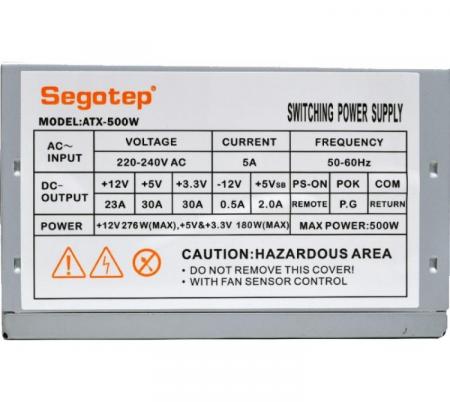 Segotep®
MODEL:ATX-500W
SWITCHING POWER SUPPLY
AC~ INPUT VOLTAGE CURRENT FREQUENCY
220-240V AC 5A 50-60Hz
DC- OUTPUT +12V +5V +3.3V -12V +5VSB PS-ON POK COM
23A 30A 30A 0.5A 2.0A REMOTE P.G RETURN
POWER +12V276W(MAX),+5V&+3.3V 180W(MAX) MAX POWER:500W
CAUTION:HAZARDOUS AREA
• DO NOT REMOVE THIS COVER!
• WITH FAN SENSOR CONTROL